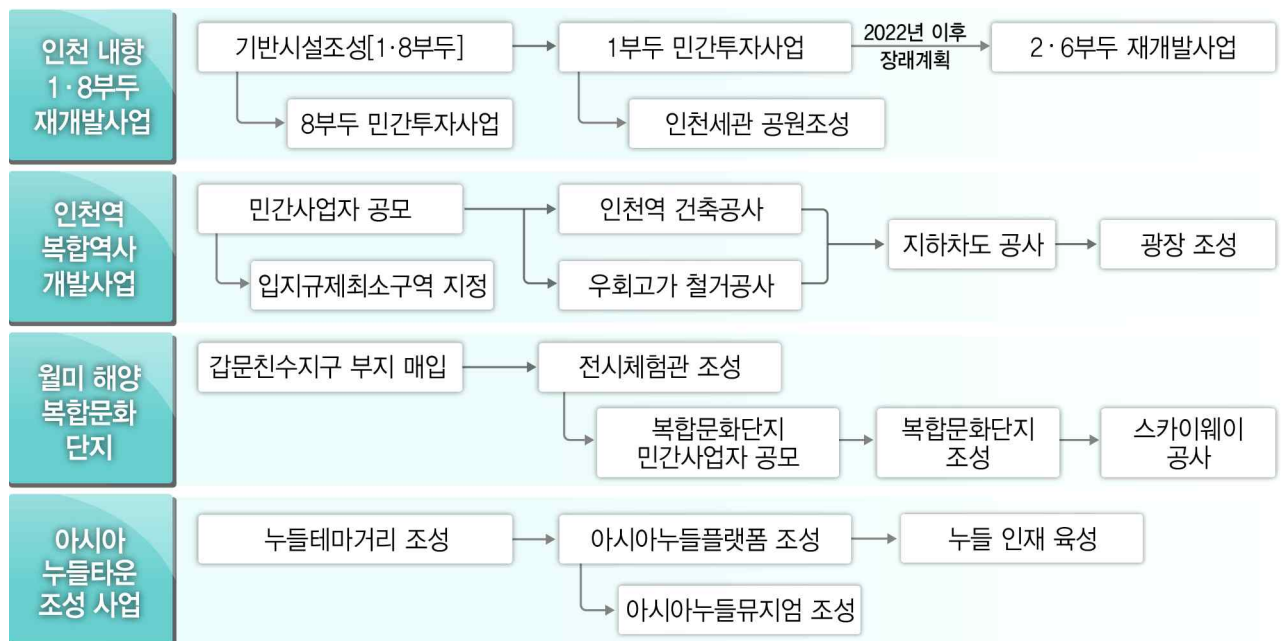 인천 내항
1·8부두
재개발사업
기반시설조성[1·8부두]
1부두 민간투자사업
2022년 이후
장래계획
2·6부두 재개발사업
8부두 민간투자사업
인천세관 공원조성
인천역
복합역사
개발사업
민간사업자 공모
인천역 건축공사
지하차도 공사
광장 조성
입지규제최소구역 지정
우회고가 철거공사
월미 해양
복합문화
단지
갑문친수지구 부지 매입
전시체험관 조성
복합문화단지
민간사업자 공모
복합문화단지
조성
스카이웨이
공사
아시아
누들타운
조성 사업
누들테마거리 조성
아시아누들플랫폼 조성
누들 인재 육성
아시아누들뮤지엄 조성